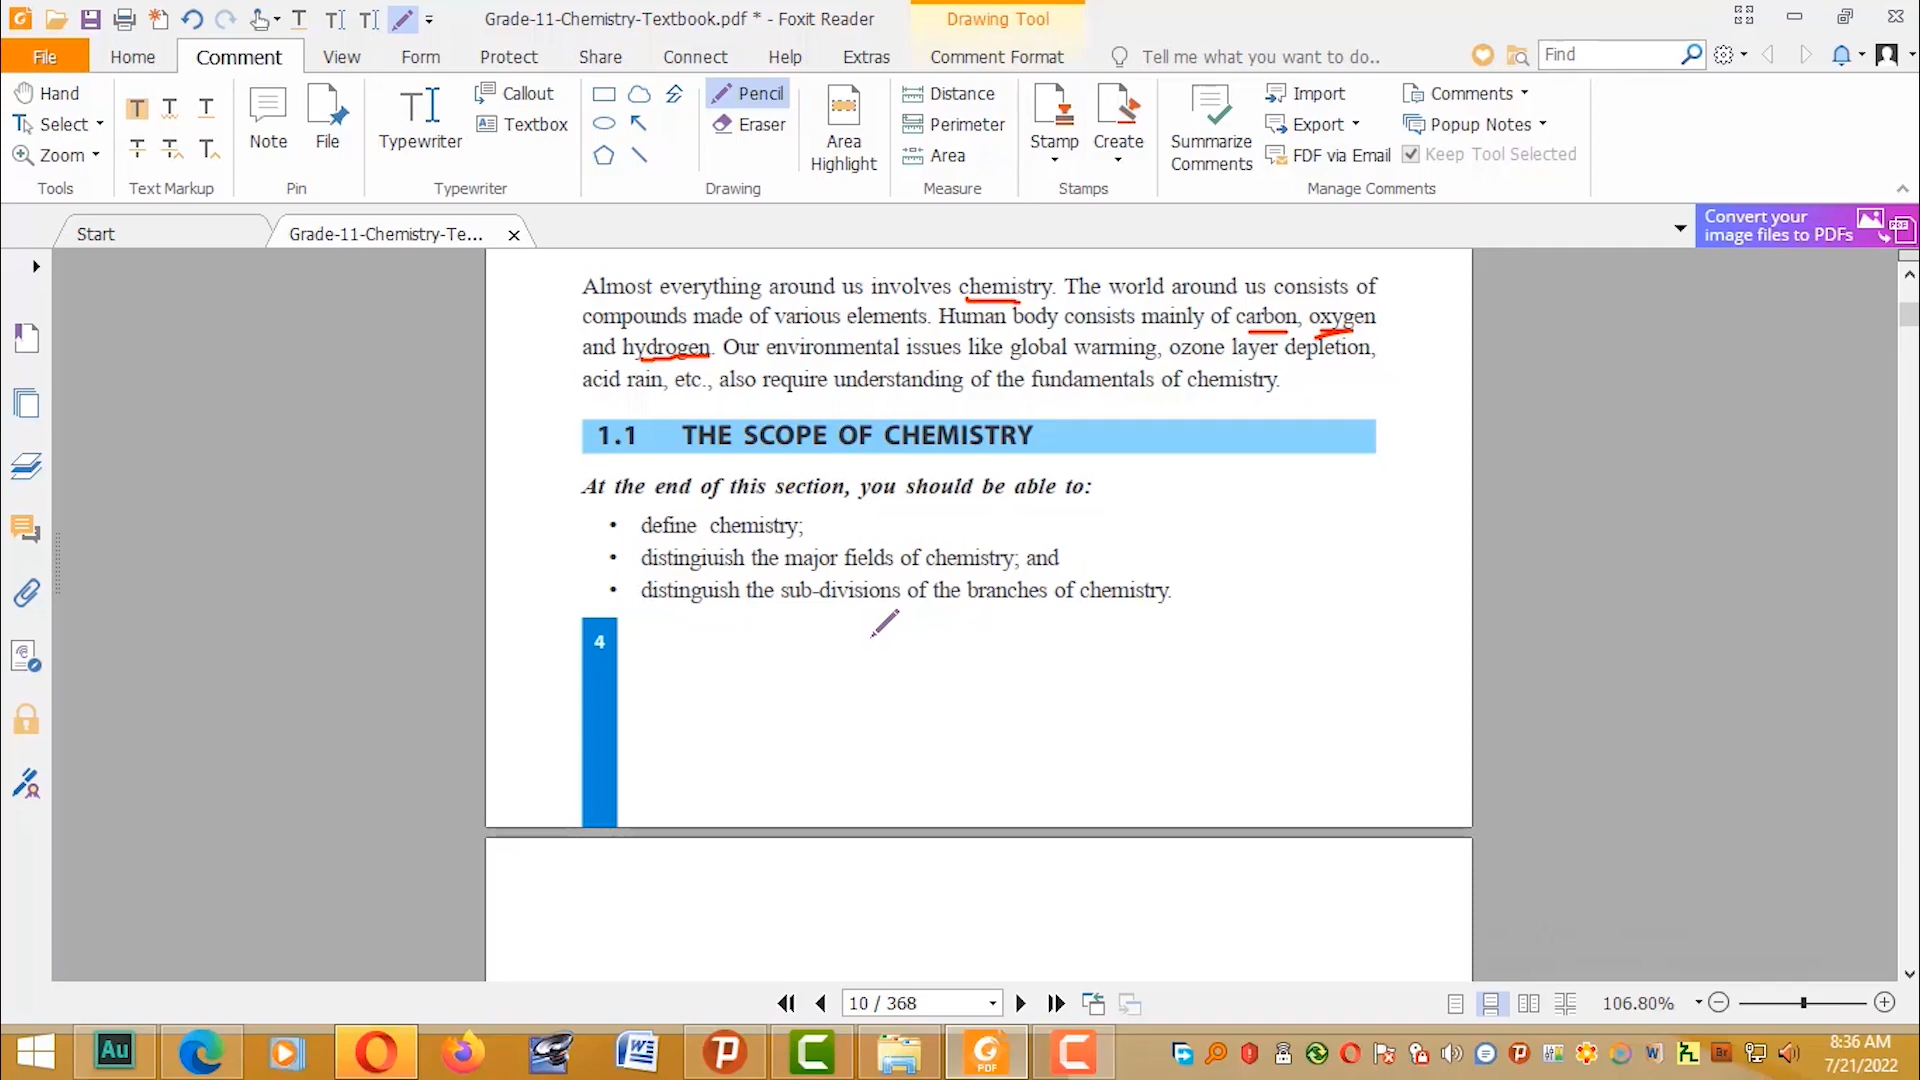 Grade-11-Chemistry-Textbook.pdf * - Foxit Reader
Drawing Tool
File
Home
Comment
View
Form
Protect
Share
Connect
Help
Extras
Comment Format
Tell me what you want to do..
Find
Hand
Select
Zoom
Tools
Text Markup
Note
File
Pin
Typewriter
Callout
Textbox
Typewriter
Pencil
Eraser
Drawing
Area
Highlight
Distance
Perimeter
Area
Measure
Stamp
Create
Stamps
Summarize
Comments
Import
Export
FDF via Email
Comments
Popup Notes
Keep Tool Selected
Manage Comments
Start
Grade-11-Chemistry-Te...
Convert your
image files to PDFs
Almost everything around us involves chemistry. The world around us consists of
compounds made of various elements. Human body consists mainly of carbon, oxygen
and hydrogen. Our environmental issues like global warming, ozone layer depletion,
acid rain, etc., also require understanding of the fundamentals of chemistry.
1.1 THE SCOPE OF CHEMISTRY
At the end of this section, you should be able to:
• define chemistry;
• distingiuish the major fields of chemistry; and
• distinguish the sub-divisions of the branches of chemistry.
4
10 / 368
106.80%
Au
PDF
8:36 AM
7/21/2022